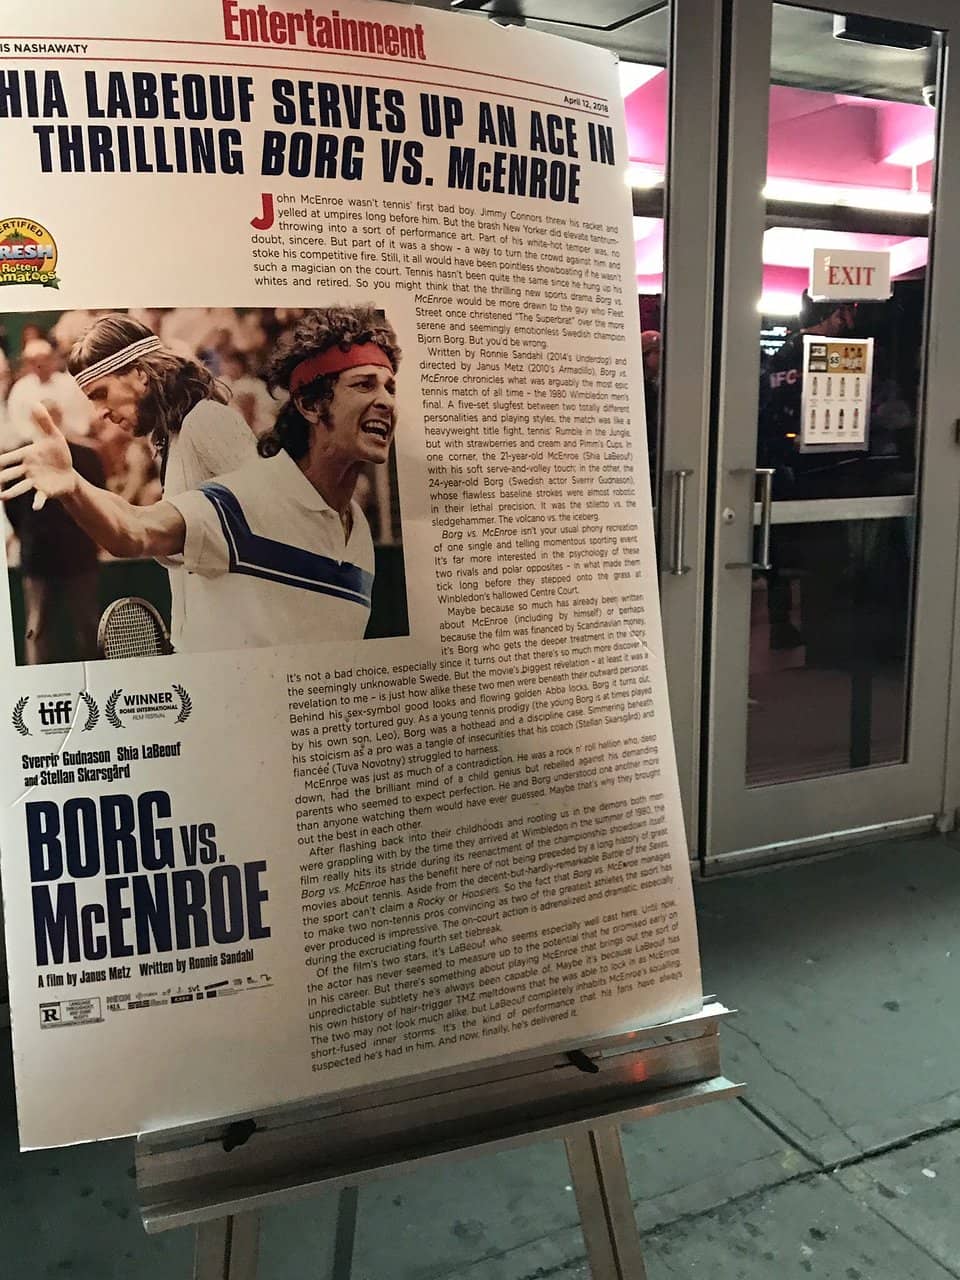 Entertainment
IS NASHAWATY
April 12, 2018
HIA LABEOUF SERVES UP AN ACE IN
THRILLING BORG VS. McENROE
John McEnroe wasn't tennis' first bad boy. Jimmy Connors threw his racket and
yelled at umpires long before him. But the brash New Yorker did elevate tantrum-
throwing into a sort of performance art. Part of his white-hot temper was, no
doubt, sincere. But part of it was a show – a way to turn the crowd against him and
stoke his competitive fire. Still, it all would have been pointless showboating if he wasn't
such a magician on the court. Tennis hasn't been quite the same since he hung up his
whites and retired. So you might think that the thrilling new sports drama Borg vs.
McEnroe would be more drawn to the guy who Fleet
Street once christened "The Superbrat" over the more
serene and seemingly emotionless Swedish champion
Bjorn Borg. But you'd be wrong.
Written by Ronnie Sandahl (2014's Underdog) and
directed by Janus Metz (2010's Armadillo), Borg vs.
McEnroe chronicles what was arguably the most epic
tennis match of all time – the 1980 Wimbledon men's
final. A five-set slugfest between two totally different
personalities and playing styles, the match was like a
heavyweight title fight, tennis' Rumble in the Jungle,
but with strawberries and cream and Pimm's Cups. In
one corner, the 21-year-old McEnroe (Shia LaBeouf)
with his soft serve-and-volley touch; in the other, the
24-year-old Borg (Swedish actor Sverrir Gudnason),
whose flawless baseline strokes were almost robotic
in their lethal precision. It was the stiletto vs. the
sledgehammer. The volcano vs. the iceberg.
Borg vs. McEnroe isn't your usual phony recreation
of one single and telling momentous sporting event.
It's far more interested in the psychology of these
two rivals and polar opposites – in what made them
tick long before they stepped onto the grass at
Wimbledon's hallowed Centre Court.
Maybe because so much has already been written
about McEnroe (including by himself) or perhaps
because the film was financed by Scandinavian money,
it's Borg who gets the deeper treatment in the story.
It's not a bad choice, especially since it turns out that there's so much more discover in
the seemingly unknowable Swede. But the movie's biggest revelation – at least it was a
revelation to me – is just how alike these two men were beneath their outward personas.
Behind his sex-symbol good looks and flowing golden Abba locks, Borg it turns out,
was a pretty tortured guy. As a young tennis prodigy (the young Borg is at times played
by his own son, Leo), Borg was a hothead and a discipline case. Simmering beneath
his stoicism as a pro was a tangle of insecurities that his coach (Stellan Skarsgård) and
fiancée (Tuva Novotny) struggled to harness.
McEnroe was just as much of a contradiction. He was a rock n' roll hellion who, deep
down, had the brilliant mind of a child genius but rebelled against his demanding
parents who seemed to expect perfection. He and Borg understood one another more
than anyone watching them would have ever guessed. Maybe that's why they brought
out the best in each other.
After flashing back into their childhoods and rooting us in the demons both men
were grappling with by the time they arrived at Wimbledon in the summer of 1980, the
film really hits its stride during its reenactment of the championship showdown itself.
Borg vs. McEnroe has the benefit here of not being preceded by a long history of great
movies about tennis. Aside from the decent-but-hardly-remarkable Battle of the Sexes,
the sport can't claim a Rocky or Hoosiers. So the fact that Borg vs. McEnroe manages
to make two non-tennis pros convincing as two of the greatest athletes the sport has
ever produced is impressive. The on-court action is adrenalized and dramatic, especially
during the excruciating fourth set tiebreak.
Of the film's two stars, it's LaBeouf who seems especially well cast here. Until now,
the actor has never seemed to measure up to the potential that he promised early on
in his career. But there's something about playing McEnroe that brings out the sort of
unpredictable subtlety he's always been capable of. Maybe it's because LaBeouf has
his own history of hair-trigger TMZ meltdowns that he was able to lock in as McEnroe.
The two may not look much alike, but LaBeouf completely inhabits McEnroe's squalling,
short-fused inner storms. It's the kind of performance that his fans have always
suspected he's had in him. And now, finally, he's delivered it.
ERTIFIED
RESH
Rotten
matoes
OFFICIAL SELECTION
tiff
WINNER
ROME INTERNATIONAL
FILM FESTIVAL
Sverrir Gudnason Shia LaBeouf
and Stellan Skarsgård
BORG VS.
McENROE
A film by Janus Metz Written by Ronnie Sandahl
R
NEON
svt
EXIT
IFC
IFC
$5